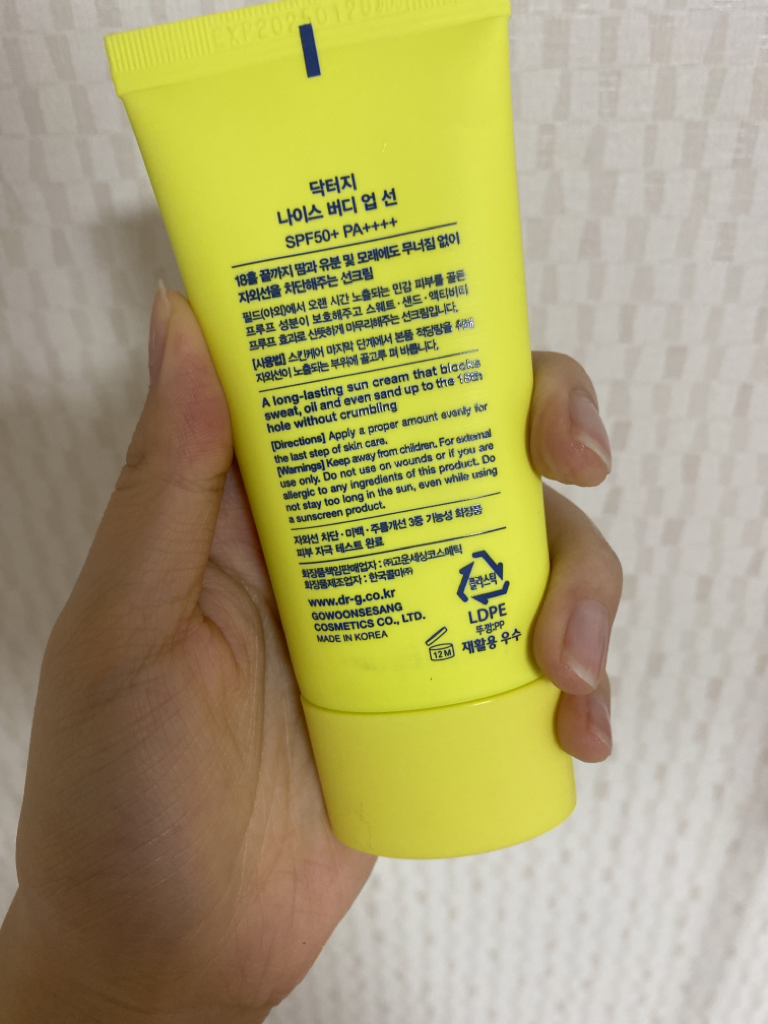 닥터지
나이스 버디 업 선
SPF50+ PA++++
18홀 끝까지 땀과 유분 및 모래에도 무너짐 없이
자외선을 차단해주는 선크림
필드(야외)에서 오랜 시간 노출되는 민감 피부를 골든
프루프 성분이 보호해주고 스웨트·샌드·액티비티
프루프 효과로 산뜻하게 마무리해주는 선크림입니다.
[사용법] 스킨케어 마지막 단계에서 본품 적당량을 취해
자외선이 노출되는 부위에 골고루 펴 바릅니다.
A long-lasting sun cream that blocks
sweat, oil and even sand up to the 18th
hole without crumbling
[Directions] Apply a proper amount evenly for
the last step of skin care.
[Warnings] Keep away from children. For external
use only. Do not use on wounds or if you are
allergic to any ingredients of this product. Do
not stay too long in the sun, even while using
a sunscreen product.
자외선 차단·미백·주름개선 3중 기능성 화장품
피부 자극 테스트 완료
화장품책임판매업자 : ㈜고운세상코스메틱
화장품제조업자 : 한국콜마㈜
www.dr-g.co.kr
GOWOONSESANG
COSMETICS CO., LTD.
MADE IN KOREA
12M
플라스틱
LDPE
뚜껑:PP
재활용 우수